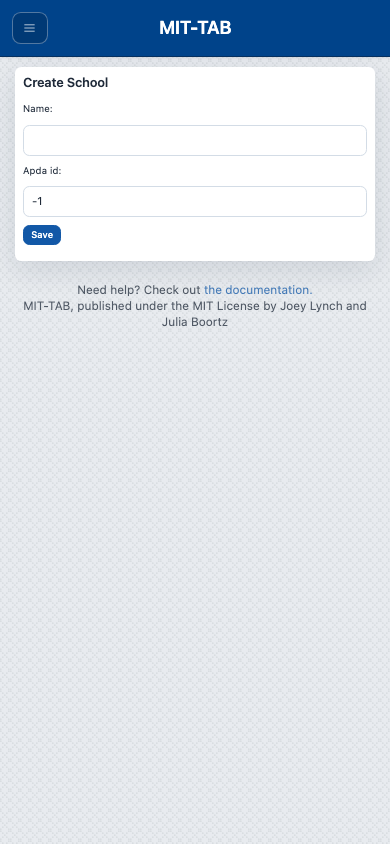 MIT-TAB
Create School
Name:
Apda id:
-1
Save
Need help? Check out the documentation.
MIT-TAB, published under the MIT License by Joey Lynch and
Julia Boortz